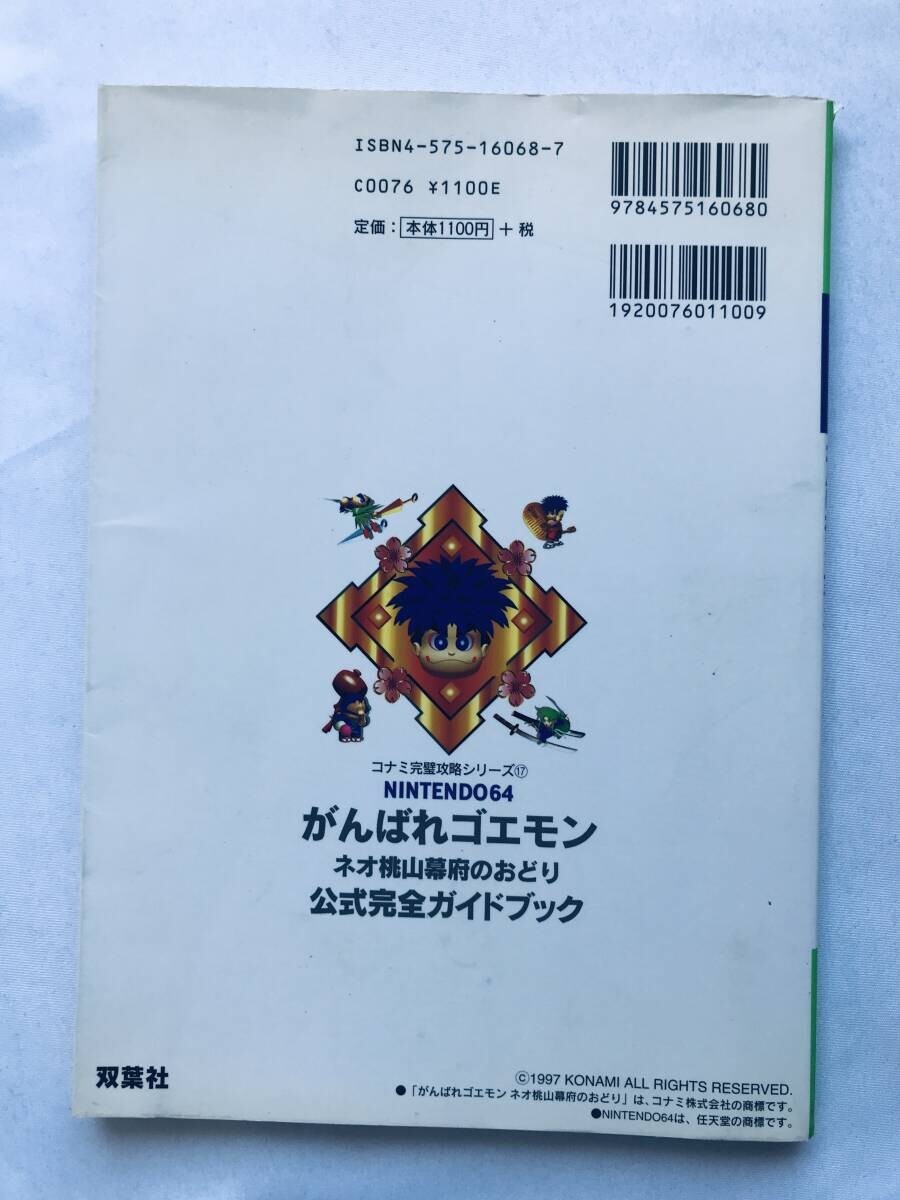 ISBN4-575-16068-7
C0076 ¥1100E
定価：本体1100円＋税
9784575160680
1920076011009
コナミ完璧攻略シリーズ⑰
NINTENDO64
がんばれゴエモン
ネオ桃山幕府のおどり
公式完全ガイドブック
双葉社
©1997 KONAMI ALL RIGHTS RESERVED.
●「がんばれゴエモン ネオ桃山幕府のおどり」は、コナミ株式会社の商標です。
●NINTENDO64は、任天堂の商標です。